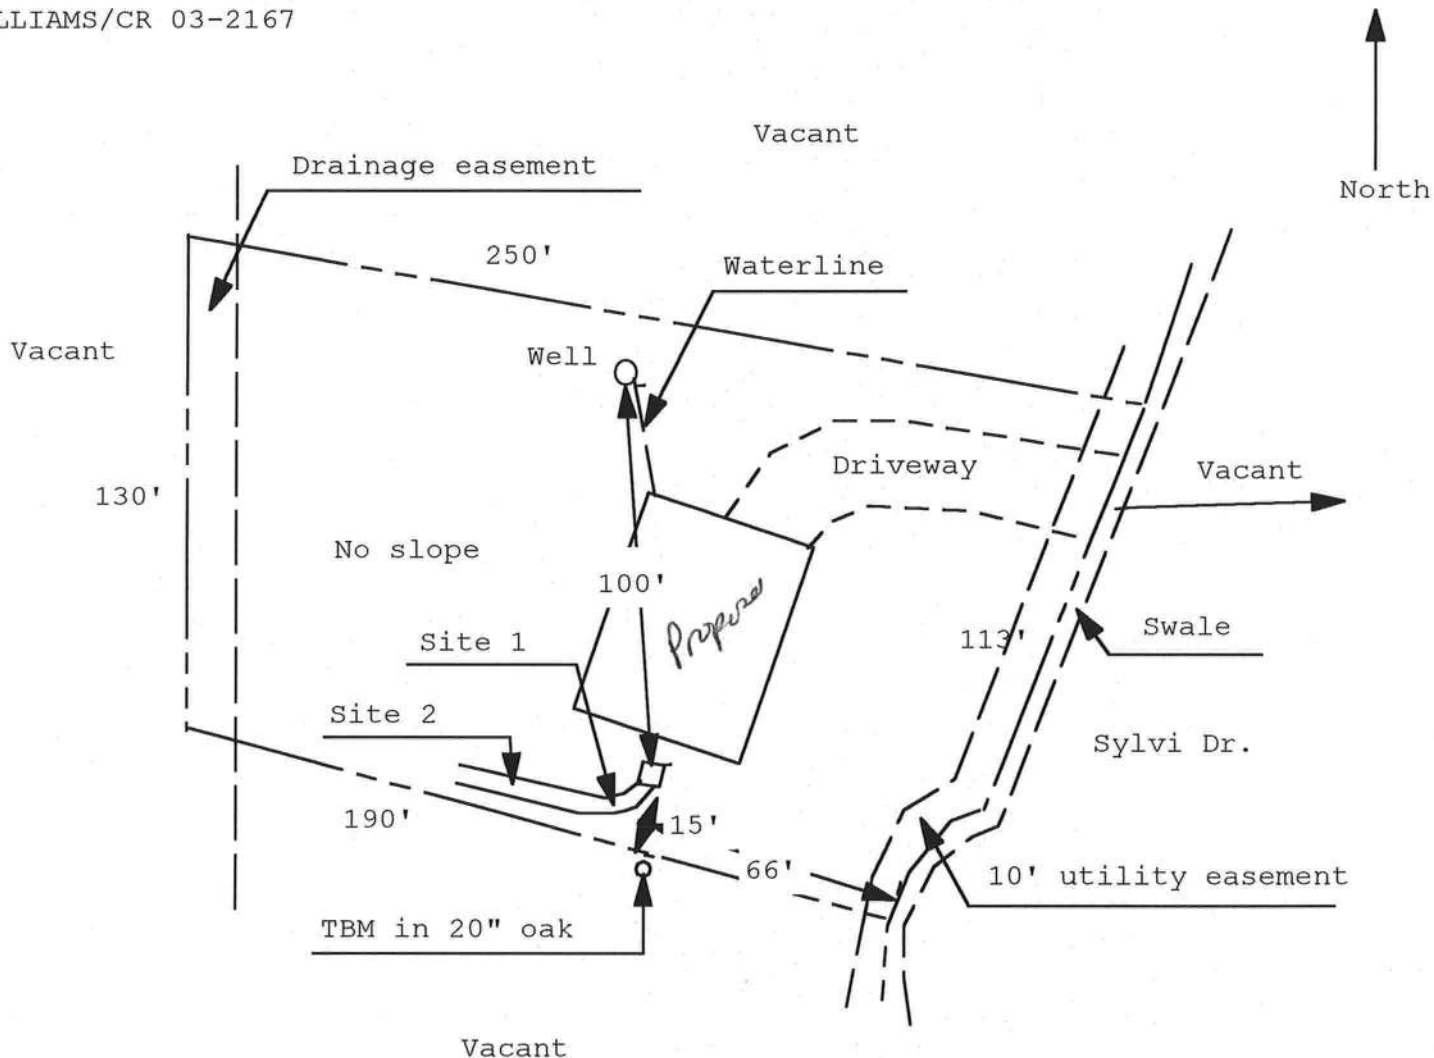 LLIAMS/CR 03-2167
North
Vacant
Drainage easement
250'
Waterline
Vacant
Well
Driveway
Vacant
130'
No slope
100'
Propose
Site 1
113'
Swale
Site 2
Sylvi Dr.
190'
15'
66'
10' utility easement
TBM in 20" oak
Vacant